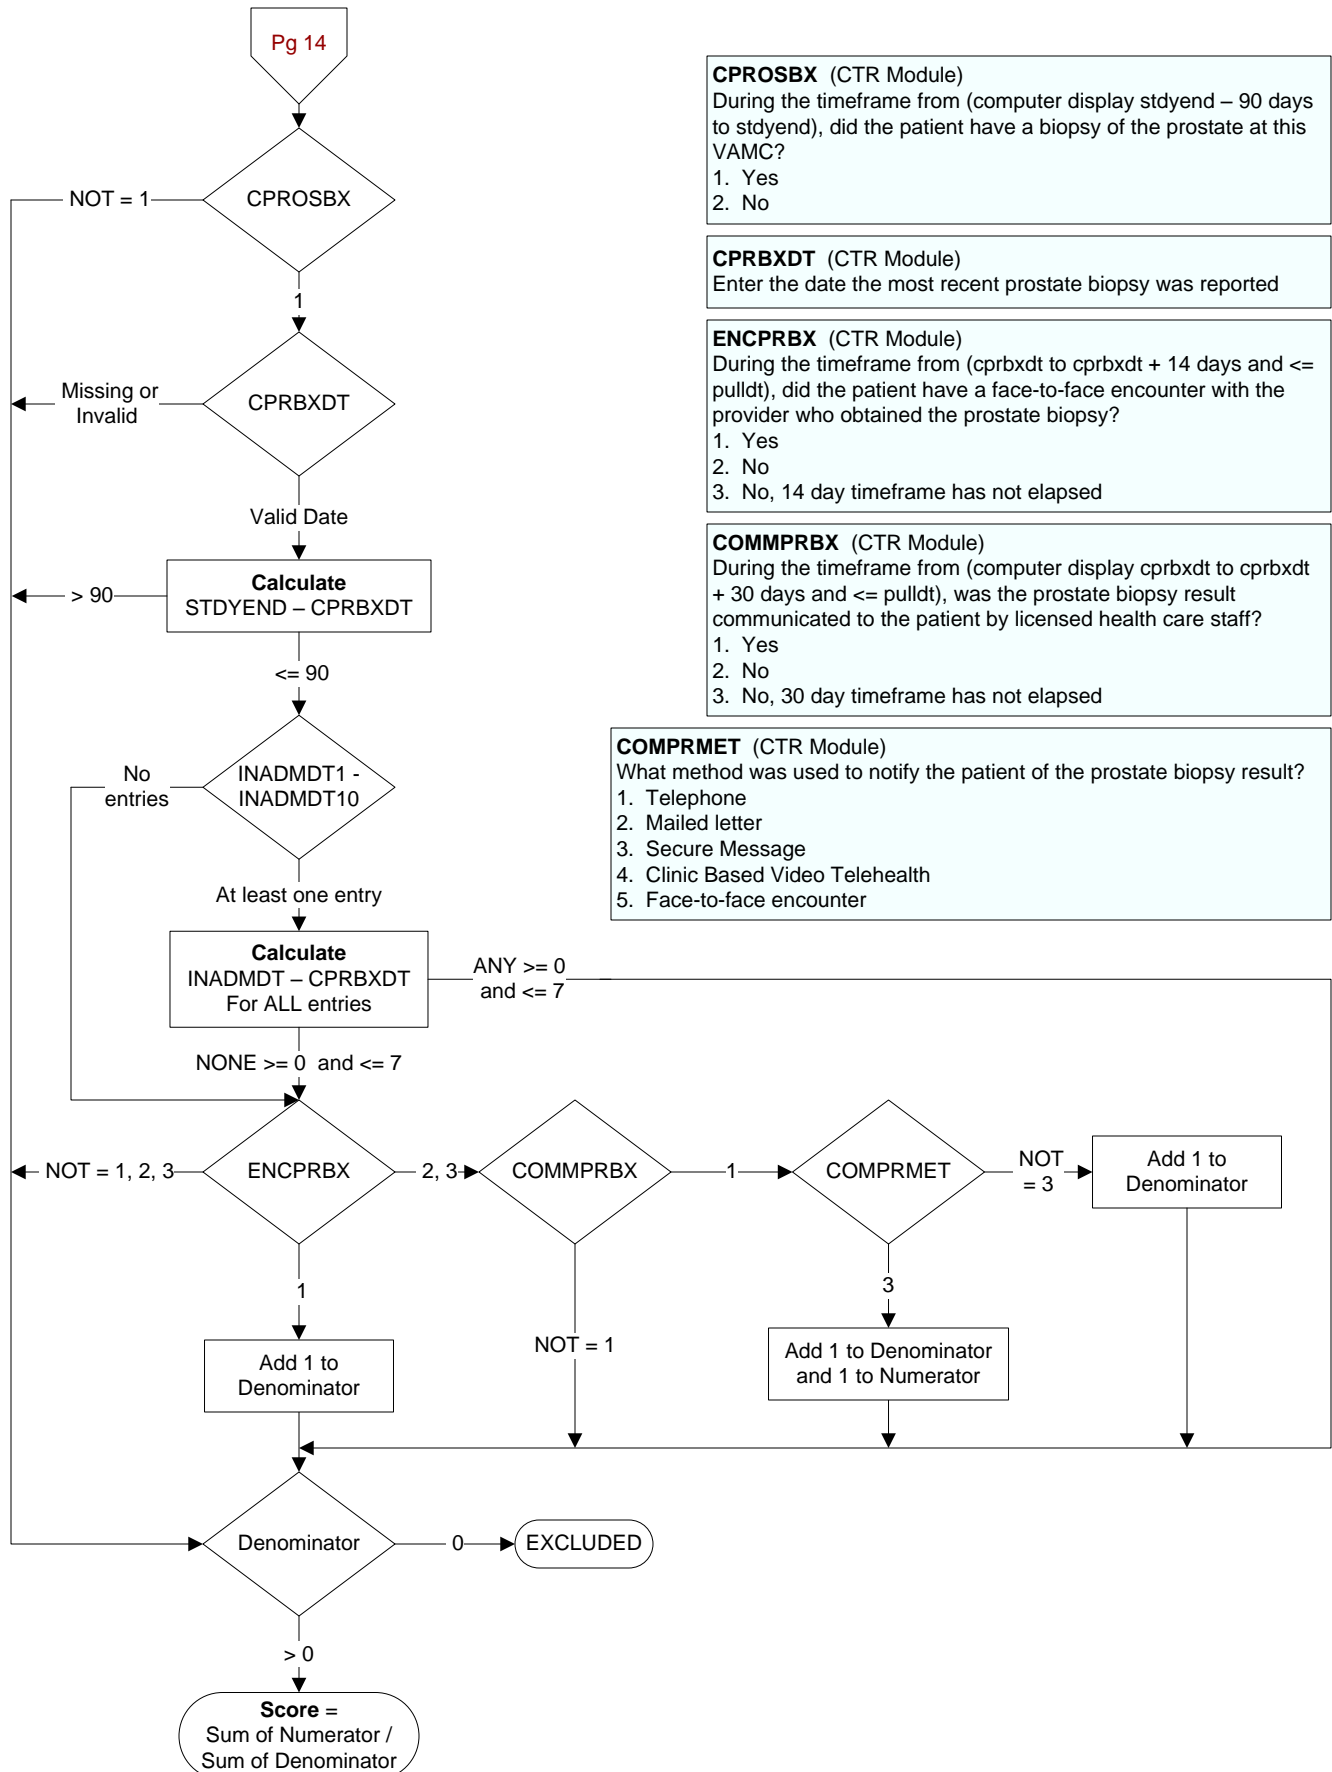 Pg 14
CPROSBX (CTR Module)
During the timeframe from (computer display stdyend – 90 days
to stdyend), did the patient have a biopsy of the prostate at this
VAMC?
1. Yes
2. No
CPROSBX
NOT = 1
1
CPRBXDT (CTR Module)
Enter the date the most recent prostate biopsy was reported
ENCPRBX (CTR Module)
During the timeframe from (cprbxdt to cprbxdt + 14 days and <=
pulldt), did the patient have a face-to-face encounter with the
provider who obtained the prostate biopsy?
1. Yes
2. No
3. No, 14 day timeframe has not elapsed
Missing or
Invalid
CPRBXDT
Valid Date
COMMPRBX (CTR Module)
During the timeframe from (computer display cprbxdt to cprbxdt
+ 30 days and <= pulldt), was the prostate biopsy result
communicated to the patient by licensed health care staff?
1. Yes
2. No
3. No, 30 day timeframe has not elapsed
Calculate
STDYEND – CPRBXDT
> 90
<= 90
COMPRMET (CTR Module)
What method was used to notify the patient of the prostate biopsy result?
1. Telephone
2. Mailed letter
3. Secure Message
4. Clinic Based Video Telehealth
5. Face-to-face encounter
No
entries
INADMDT1 -
INADMDT10
At least one entry
Calculate
INADMDT – CPRBXDT
For ALL entries
ANY >= 0
and <= 7
NONE >= 0 and <= 7
NOT = 1, 2, 3
ENCPRBX
2, 3
COMMPRBX
1
COMPRMET
NOT
= 3
Add 1 to
Denominator
1
NOT = 1
3
Add 1 to
Denominator
Add 1 to Denominator
and 1 to Numerator
Denominator
0
EXCLUDED
> 0
Score =
Sum of Numerator /
Sum of Denominator